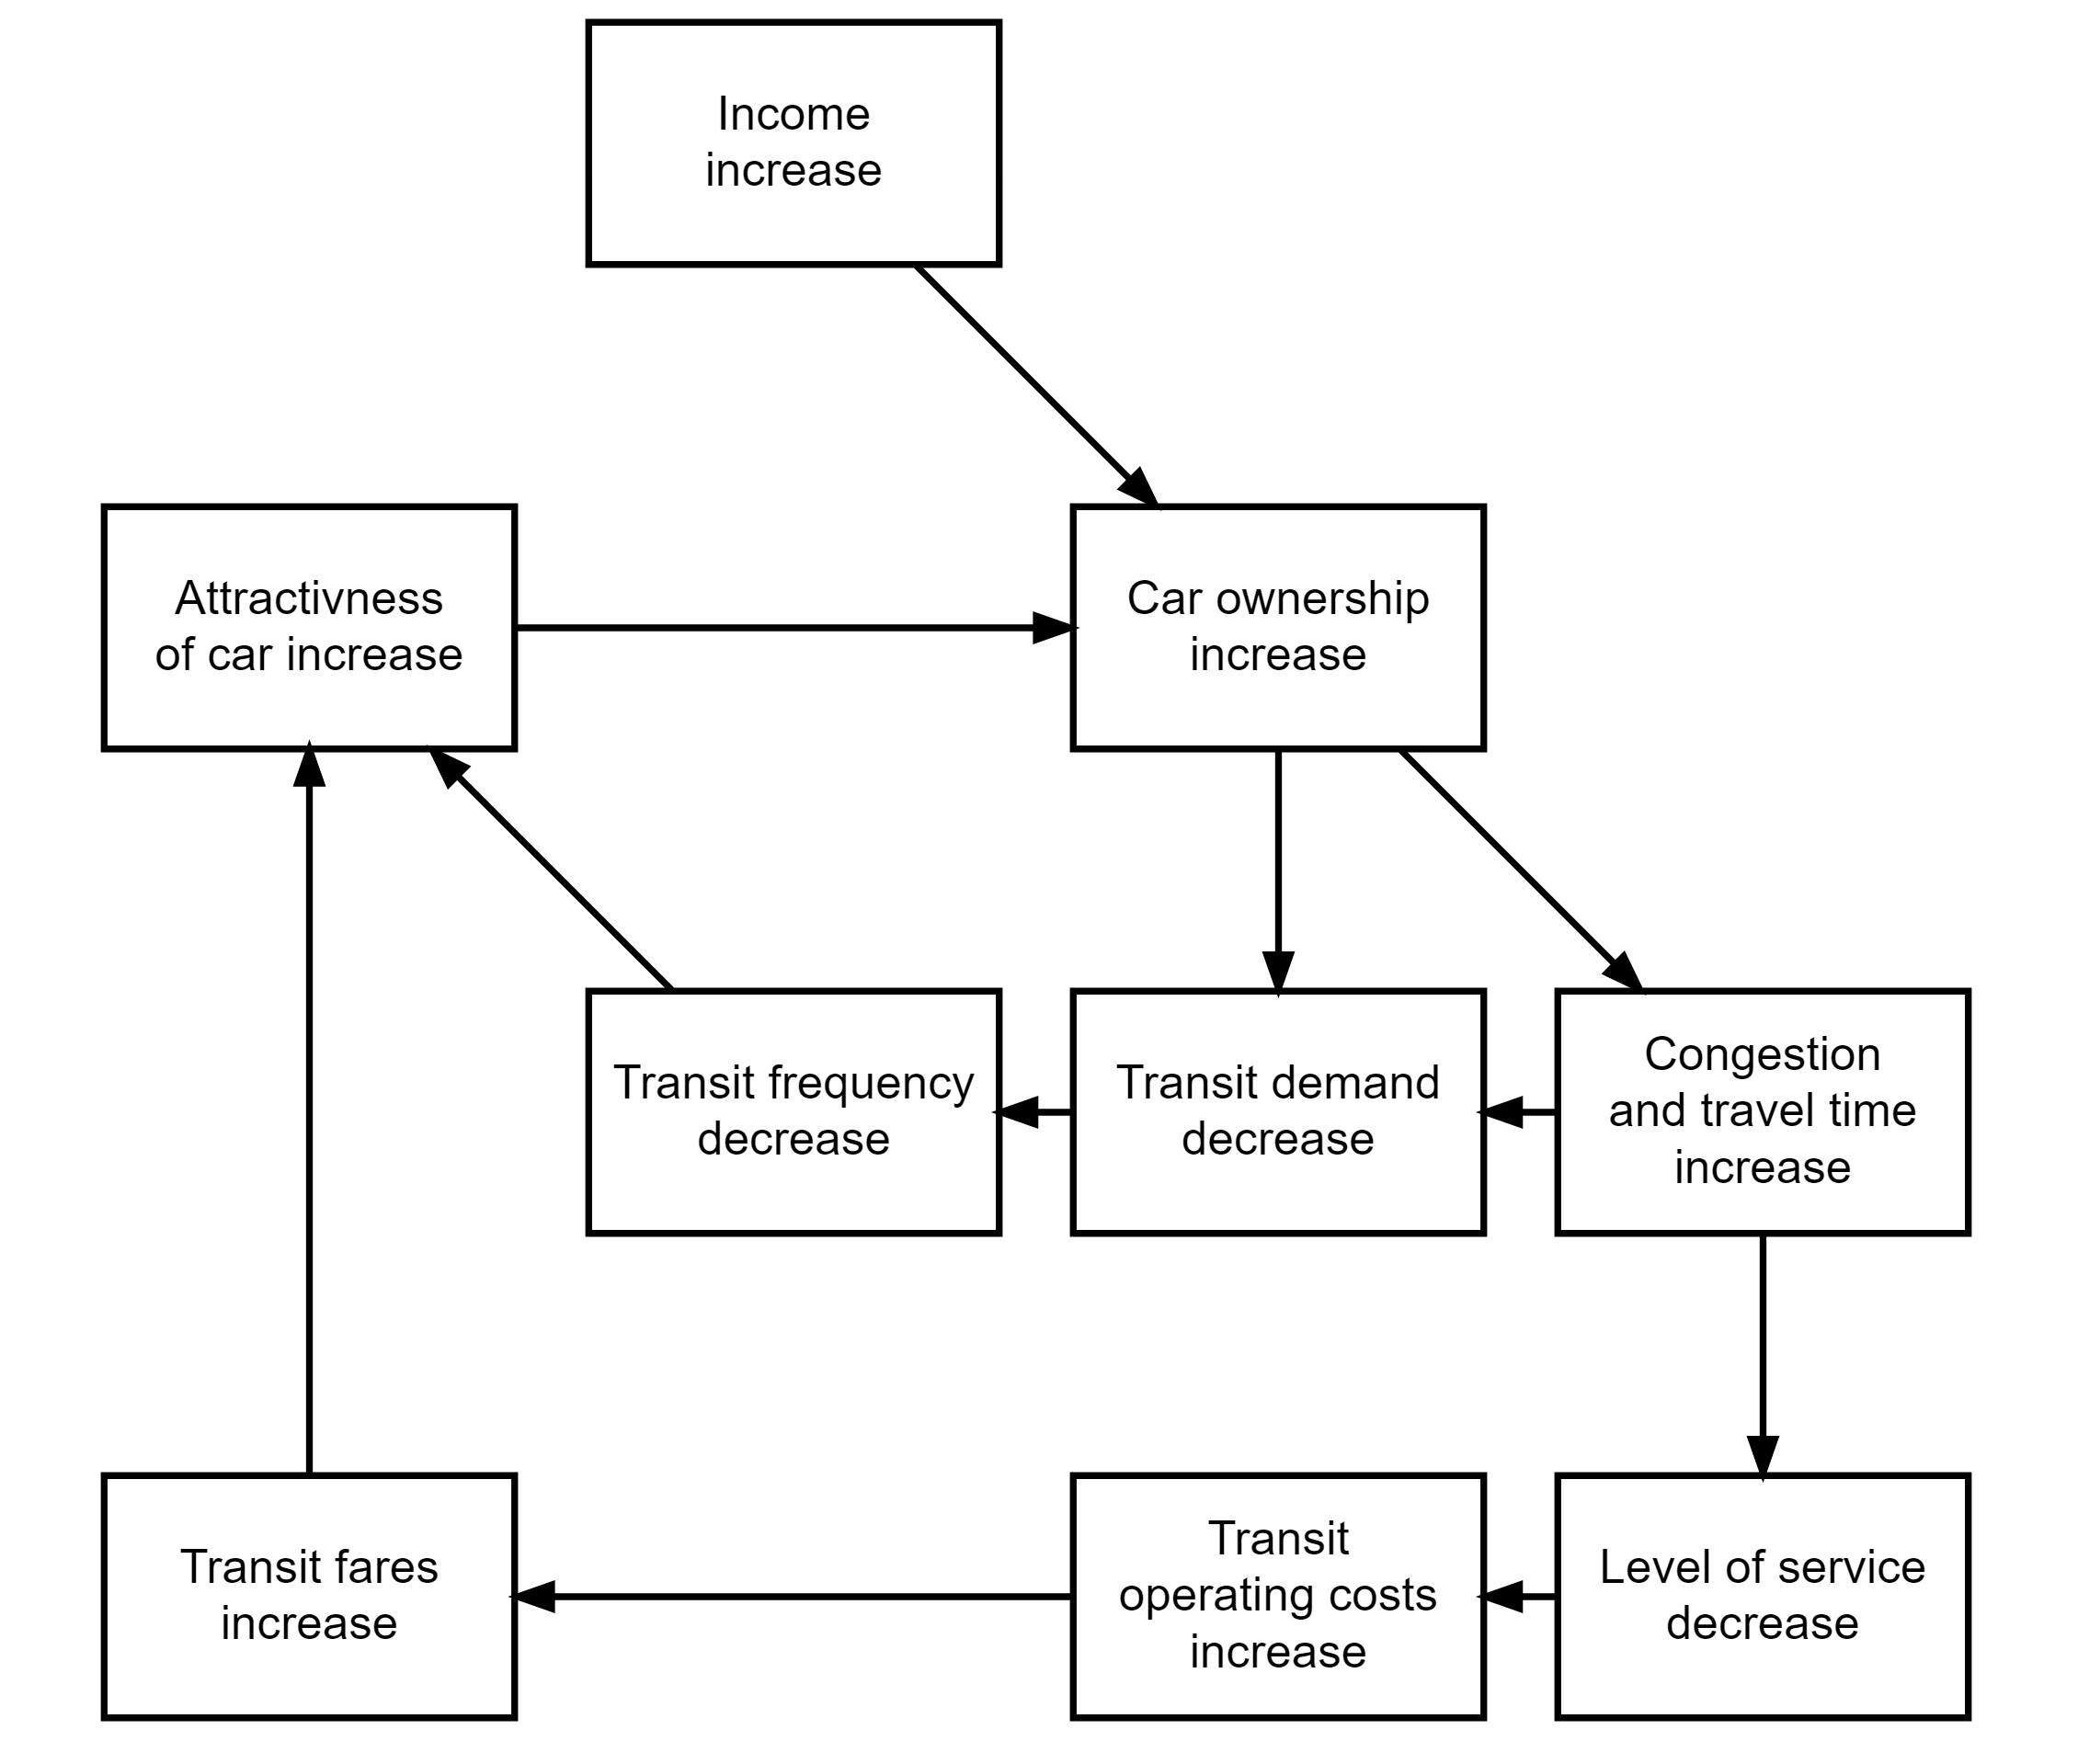 Income
increase
Attractivness
of car increase
Car ownership
increase
Transit frequency
decrease
Transit demand
decrease
Congestion
and travel time
increase
Transit fares
increase
Transit
operating costs
increase
Level of service
decrease